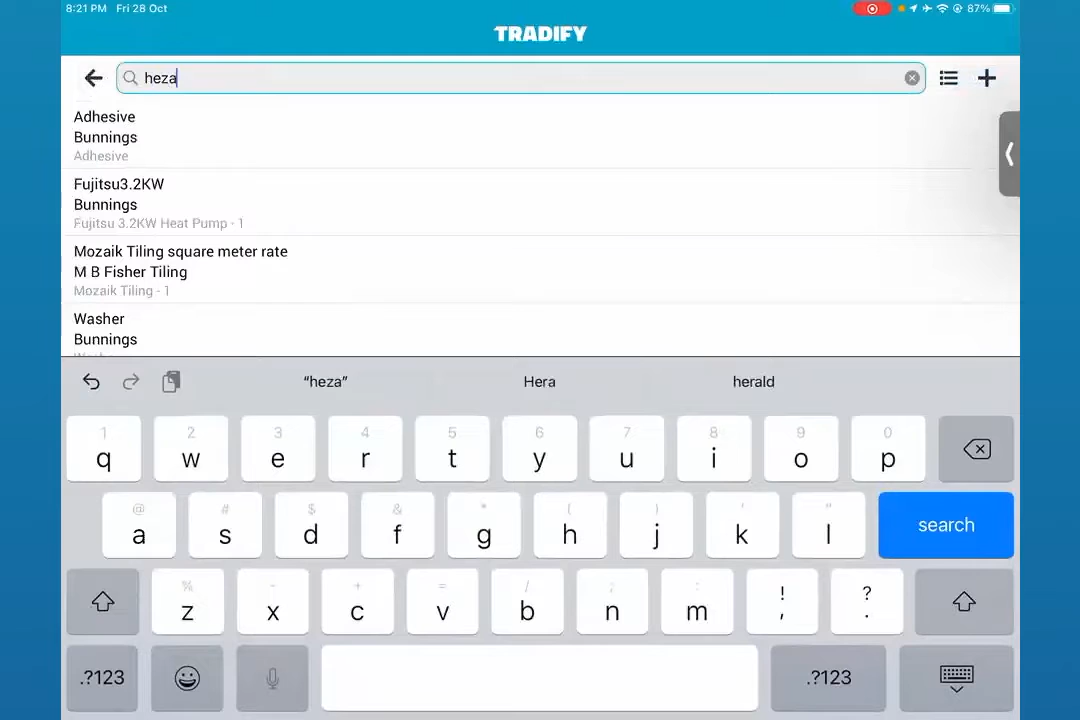 8:21 PM Fri 28 Oct 87%
TRADIFY
heza
Adhesive
Bunnings
Adhesive
Fujitsu3.2KW
Bunnings
Fujitsu 3.2KW Heat Pump - 1
Mozaik Tiling square meter rate
M B Fisher Tiling
Mozaik Tiling - 1
Washer
Bunnings
"heza" Hera herald
1 2 3 4 5 6 7 8 9 0
q w e r t y u i o p
@ # $ & * ( ) ' "
a s d f g h j k l search
% - + = / ; : ! ?
z x c v b n m , .
.?123 .?123